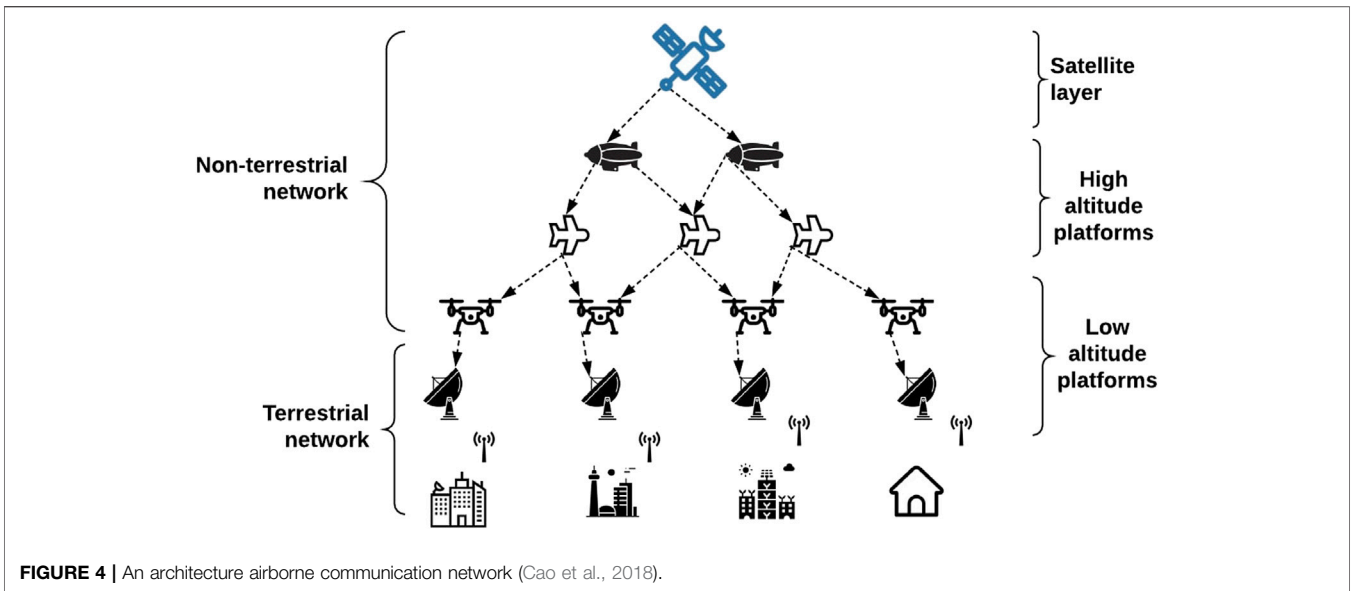 Satellite
layer
Non-terrestrial
network
High
altitude
platforms
Low
altitude
platforms
Terrestrial
network
FIGURE 4 | An architecture airborne communication network (Cao et al., 2018).